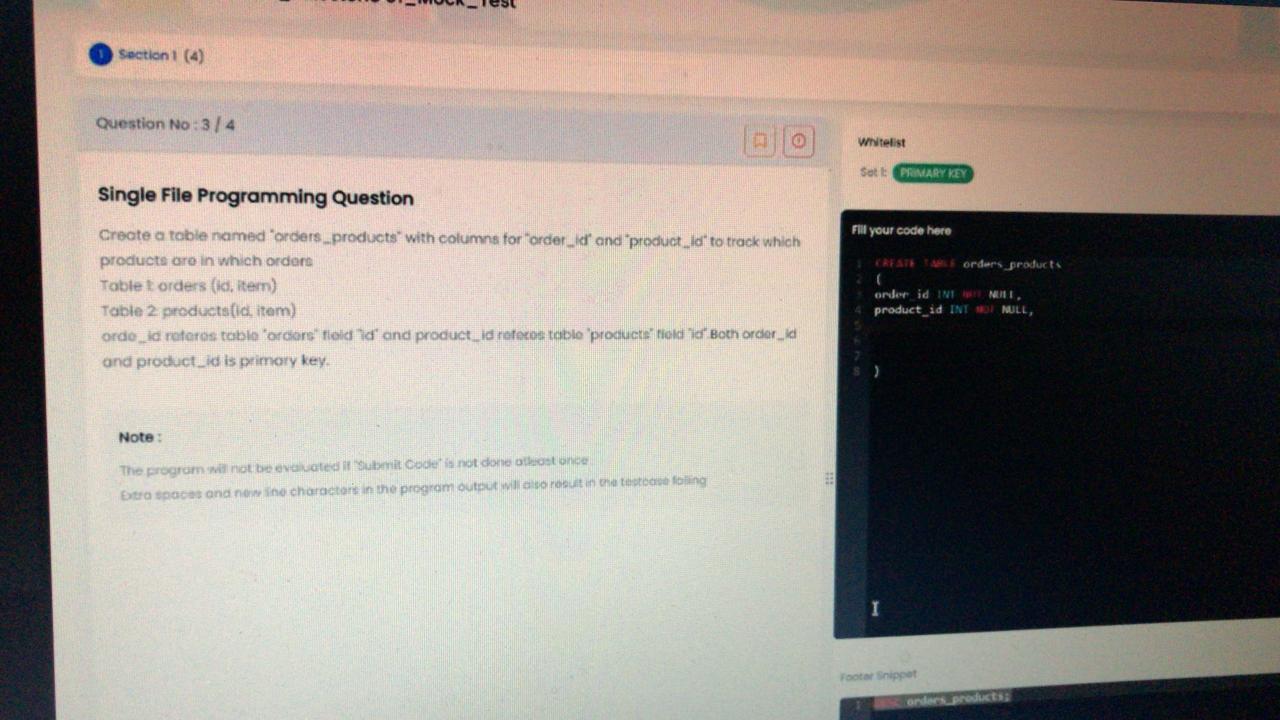 Section 1 (4)
Question No : 3 / 4
Single File Programming Question
Create a table named "orders_products" with columns for "order_id" and "product_id" to track which
products are in which orders
Table 1: orders (id, item)
Table 2: products(id, item)
orde_id referes table "orders" field "id" and product_id referes table "products" field "id".Both order_id
and product_id is primary key.
Note :
The program will not be evaluated if "Submit Code" is not done atleast once
Extra spaces and new line characters in the program output will also result in the testcase failing
Whitelist
Set 1: PRIMARY KEY
Fill your code here
1 CREATE TABLE orders_products
2 (
3 order_id INT NOT NULL,
4 product_id INT NOT NULL,
5
6
7
8 )
Footer Snippet
1 orders_products;